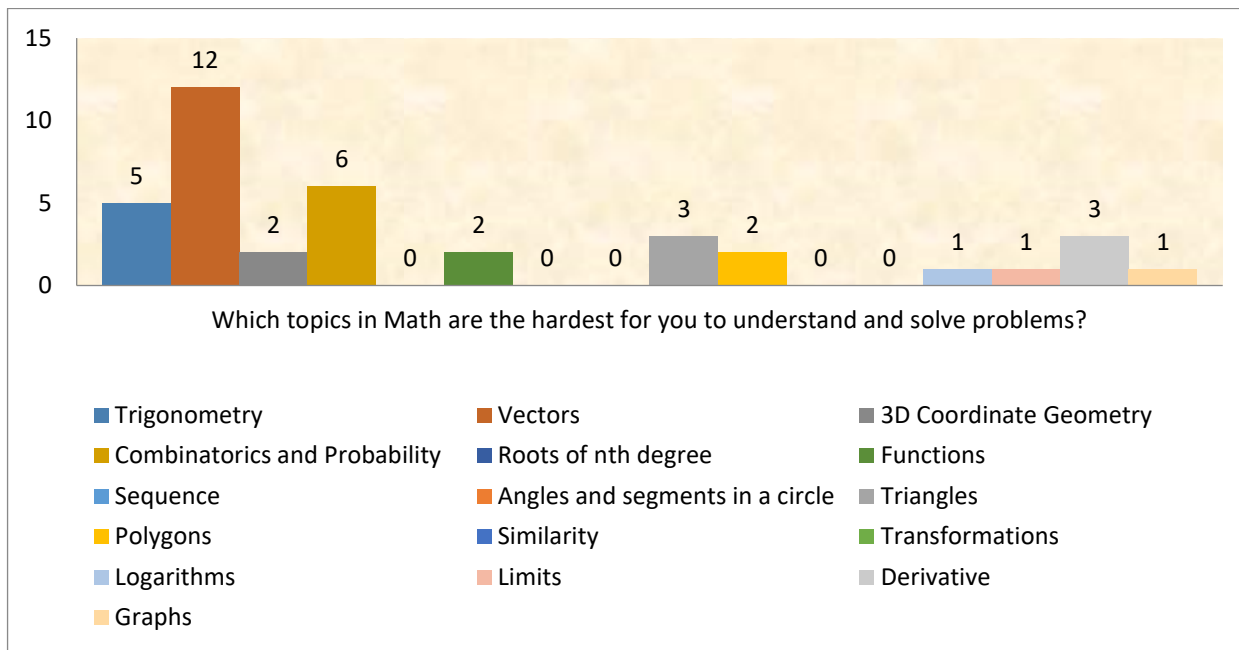 15
12
10
6
5
5
3
3
2
2
2
1
1
1
0
0
0
0
0
0
Which topics in Math are the hardest for you to understand and solve problems?
Trigonometry Vectors 3D Coordinate Geometry
Combinatorics and Probability Roots of nth degree Functions
Sequence Angles and segments in a circle Triangles
Polygons Similarity Transformations
Logarithms Limits Derivative
Graphs